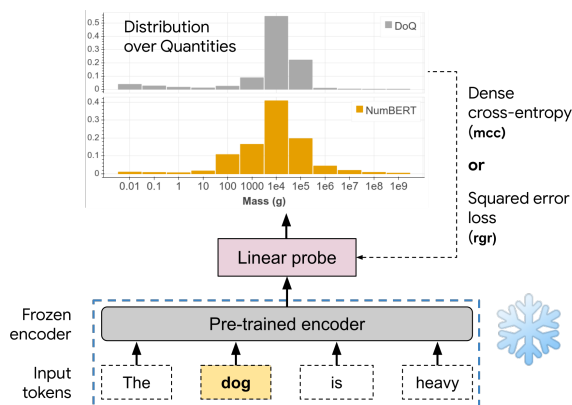 Distribution
over Quantities
DoQ
0.5
0.4
0.3
0.2
0.1
0
NumBERT
0.4
0.3
0.2
0.1
0
0.01 0.1 1 10 100 1000 1e4 1e5 1e6 1e7 1e8 1e9
Mass (g)
Dense
cross-entropy
(mcc)
or
Squared error
loss
(rgr)
Linear probe
Frozen
encoder
Pre-trained encoder
Input
tokens
The dog is heavy